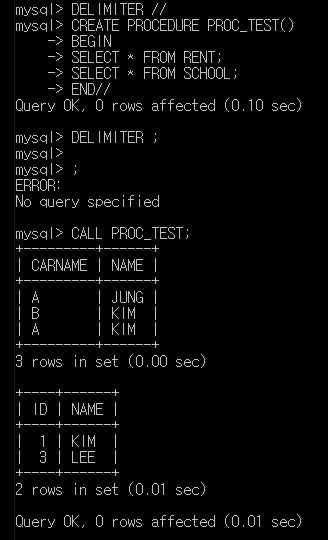 mysql> DELIMITER //
mysql> CREATE PROCEDURE PROC_TEST()
    -> BEGIN
    -> SELECT * FROM RENT;
    -> SELECT * FROM SCHOOL;
    -> END//
Query OK, 0 rows affected (0.10 sec)

mysql> DELIMITER ;
mysql>
mysql> ;
ERROR:
No query specified

mysql> CALL PROC_TEST;
+---------+------+
| CARNAME | NAME |
+---------+------+
| A       | JUNG |
| B       | KIM  |
| A       | KIM  |
+---------+------+
3 rows in set (0.00 sec)

+----+------+
| ID | NAME |
+----+------+
|  1 | KIM  |
|  3 | LEE  |
+----+------+
2 rows in set (0.01 sec)

Query OK, 0 rows affected (0.01 sec)